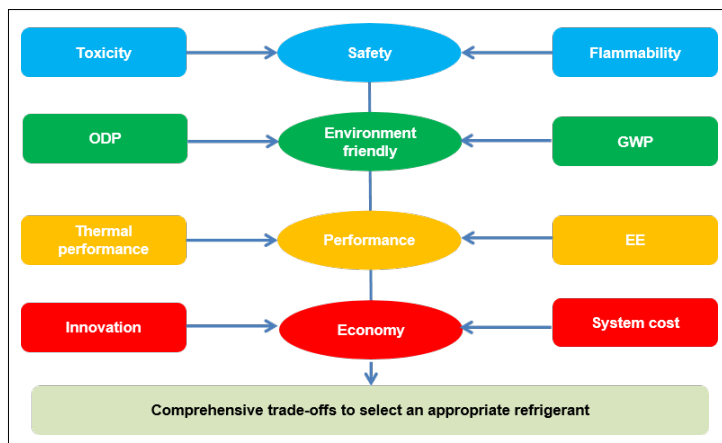 Toxicity
Safety
Flammability
ODP
Environment
friendly
GWP
Thermal
performance
Performance
EE
Innovation
Economy
System cost
Comprehensive trade-offs to select an appropriate refrigerant